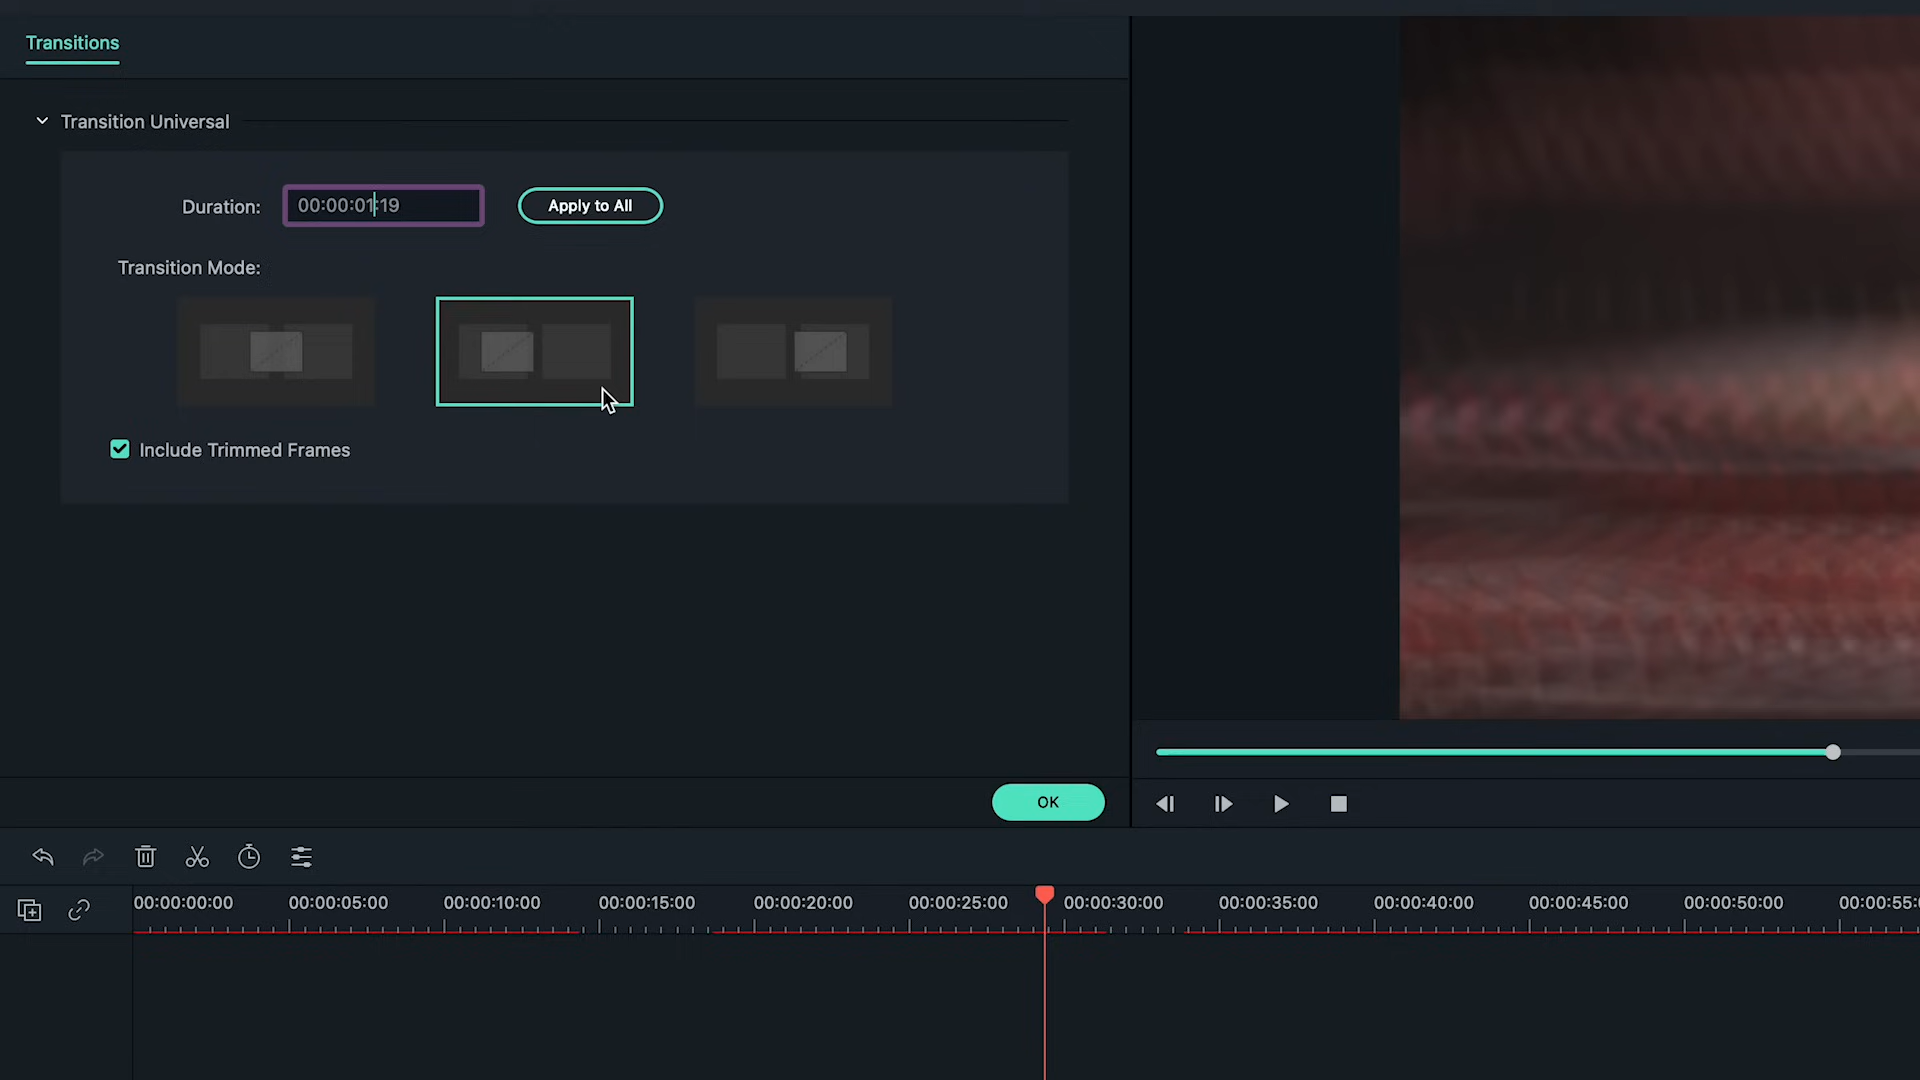 Transitions
Transition Universal
Duration: 00:00:01:19 Apply to All
Transition Mode:
Include Trimmed Frames
OK
00:00:00:00 00:00:05:00 00:00:10:00 00:00:15:00 00:00:20:00 00:00:25:00 00:00:30:00 00:00:35:00 00:00:40:00 00:00:45:00 00:00:50:00 00:00:55: